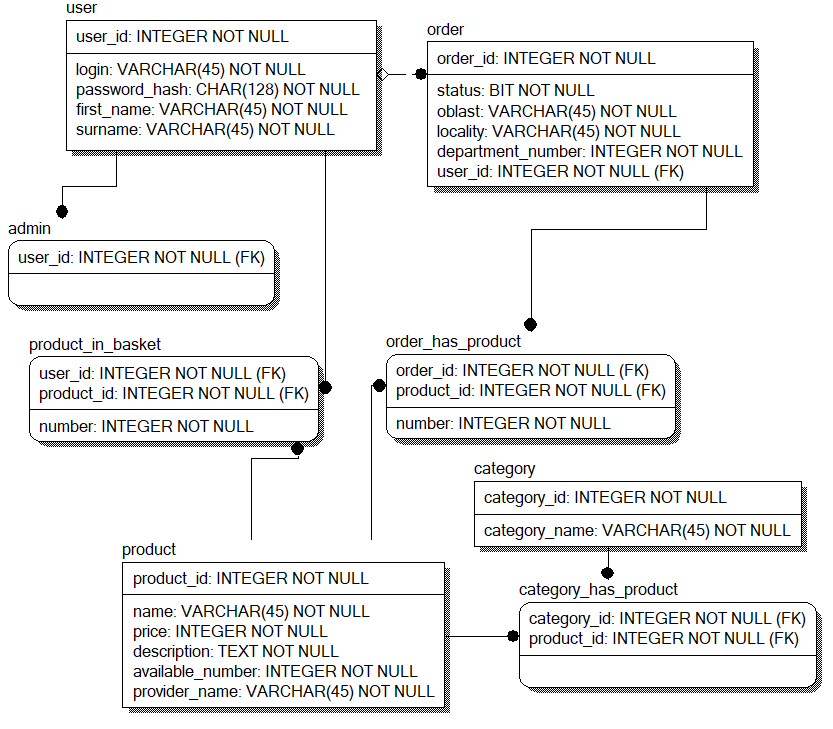 user
user_id: INTEGER NOT NULL
login: VARCHAR(45) NOT NULL
password_hash: CHAR(128) NOT NULL
first_name: VARCHAR(45) NOT NULL
surname: VARCHAR(45) NOT NULL
order
order_id: INTEGER NOT NULL
status: BIT NOT NULL
oblast: VARCHAR(45) NOT NULL
locality: VARCHAR(45) NOT NULL
department_number: INTEGER NOT NULL
user_id: INTEGER NOT NULL (FK)
admin
user_id: INTEGER NOT NULL (FK)
product_in_basket
user_id: INTEGER NOT NULL (FK)
product_id: INTEGER NOT NULL (FK)
number: INTEGER NOT NULL
order_has_product
order_id: INTEGER NOT NULL (FK)
product_id: INTEGER NOT NULL (FK)
number: INTEGER NOT NULL
category
category_id: INTEGER NOT NULL
category_name: VARCHAR(45) NOT NULL
product
product_id: INTEGER NOT NULL
name: VARCHAR(45) NOT NULL
price: INTEGER NOT NULL
description: TEXT NOT NULL
available_number: INTEGER NOT NULL
provider_name: VARCHAR(45) NOT NULL
category_has_product
category_id: INTEGER NOT NULL (FK)
product_id: INTEGER NOT NULL (FK)